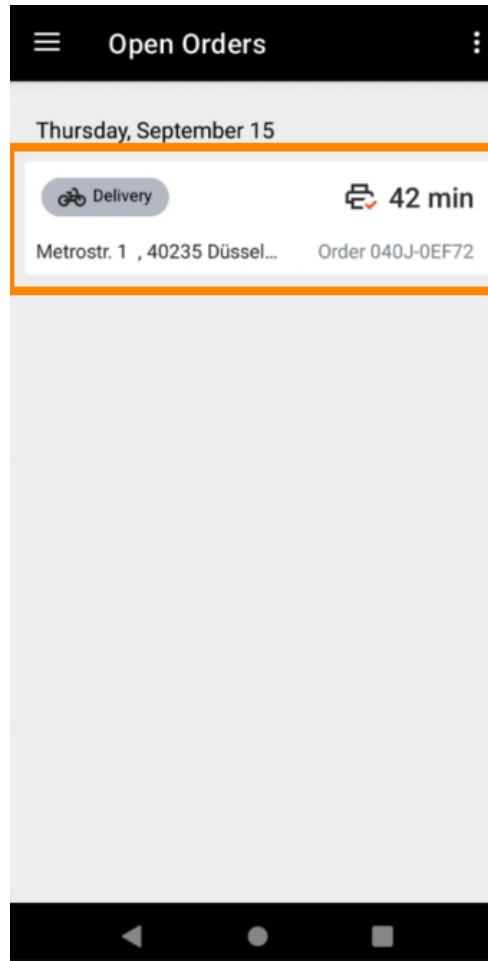 Open Orders
Thursday, September 15
Delivery
42 min
Metrostr. 1 , 40235 Düssel...
Order 040J-0EF72